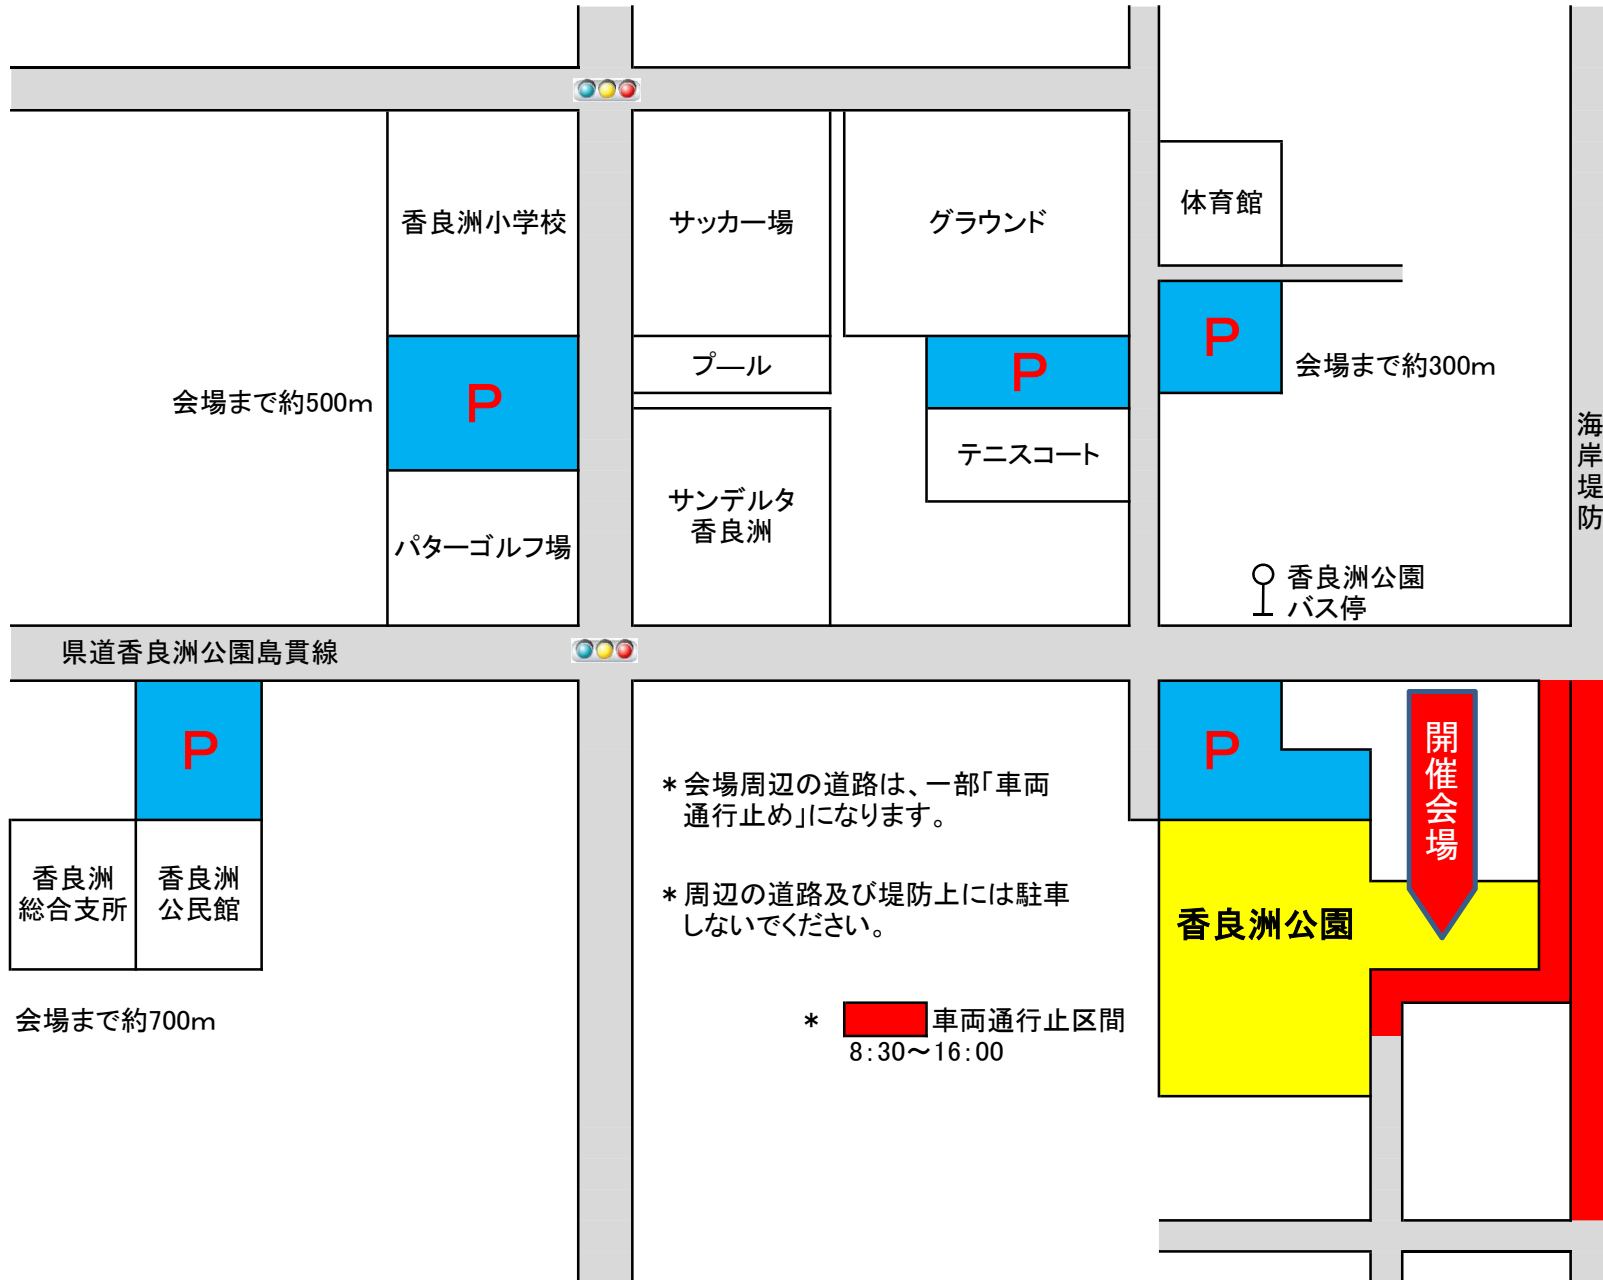 香良洲小学校
サッカー場
グラウンド
体育館
P
会場まで約300m
プ―ル
P
会場まで約500m
P
テニスコート
海岸堤防
サンデルタ
香良洲
パターゴルフ場
香良洲公園
バス停
県道香良洲公園島貫線
P
P
開催会場
*会場周辺の道路は、一部「車両
通行止め」になります。
香良洲
総合支所
香良洲
公民館
*周辺の道路及び堤防上には駐車
しないでください。
香良洲公園
会場まで約700m
* 車両通行止区間
8:30～16:00